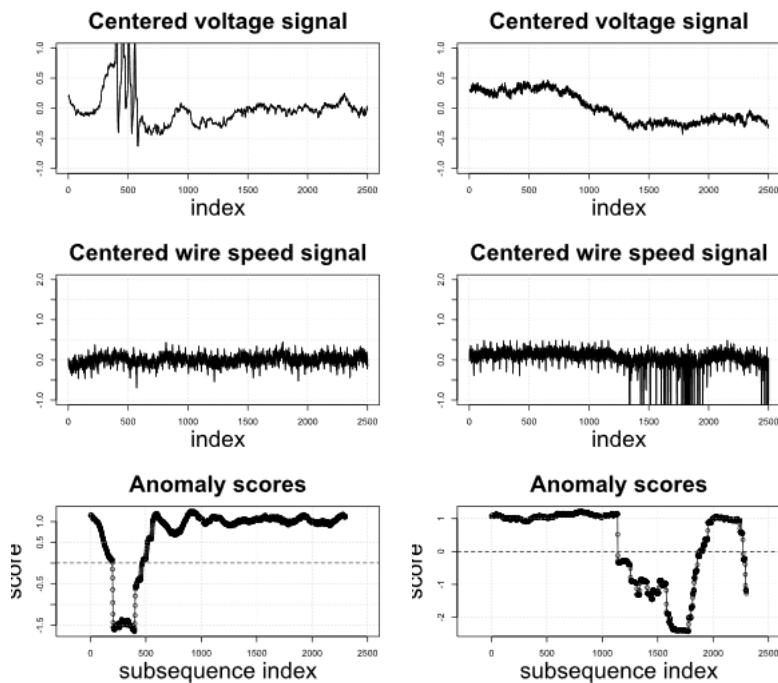 Centered voltage signal
1.0
0.5
0.0
-0.5
-1.0
0 500 1000 1500 2000 2500
index
Centered voltage signal
1.0
0.5
0.0
-0.5
-1.0
0 500 1000 1500 2000 2500
index
Centered wire speed signal
2.0
1.0
0.0
-1.0
0 500 1000 1500 2000 2500
index
Centered wire speed signal
2.0
1.0
0.0
-1.0
0 500 1000 1500 2000 2500
index
Anomaly scores
score
1.0
0.5
-0.5
-1.5
0 500 1000 1500 2000 2500
subsequence index
Anomaly scores
score
1
0
-1
-2
0 500 1000 1500 2000 2500
subsequence index